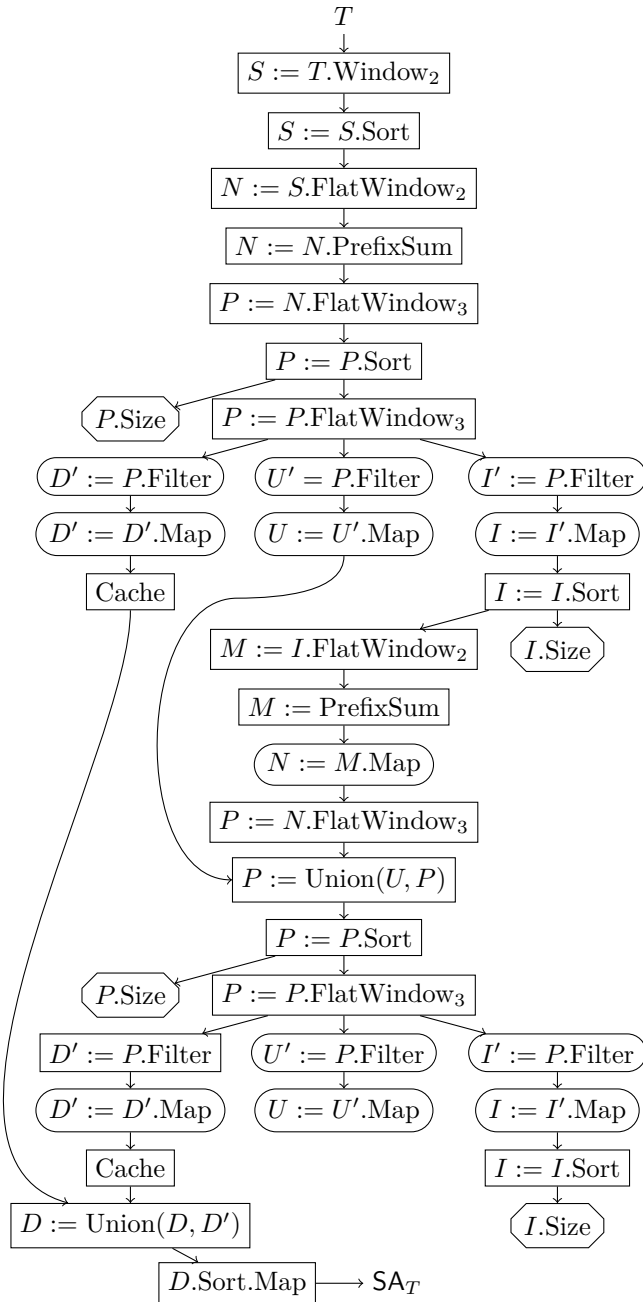 T
S := T.Window₂
S := S.Sort
N := S.FlatWindow₂
N := N.PrefixSum
P := N.FlatWindow₃
P := P.Sort
P.Size
P := P.FlatWindow₃
D′ := P.Filter
U′ = P.Filter
I′ := P.Filter
D′ := D′.Map
U := U′.Map
I := I′.Map
Cache
I := I.Sort
M := I.FlatWindow₂
I.Size
M := PrefixSum
N := M.Map
P := N.FlatWindow₃
P := Union(U, P)
P := P.Sort
P.Size
P := P.FlatWindow₃
D′ := P.Filter
U′ := P.Filter
I′ := P.Filter
D′ := D′.Map
U := U′.Map
I := I′.Map
Cache
I := I.Sort
D := Union(D, D′)
I.Size
D.Sort.Map
SA_T